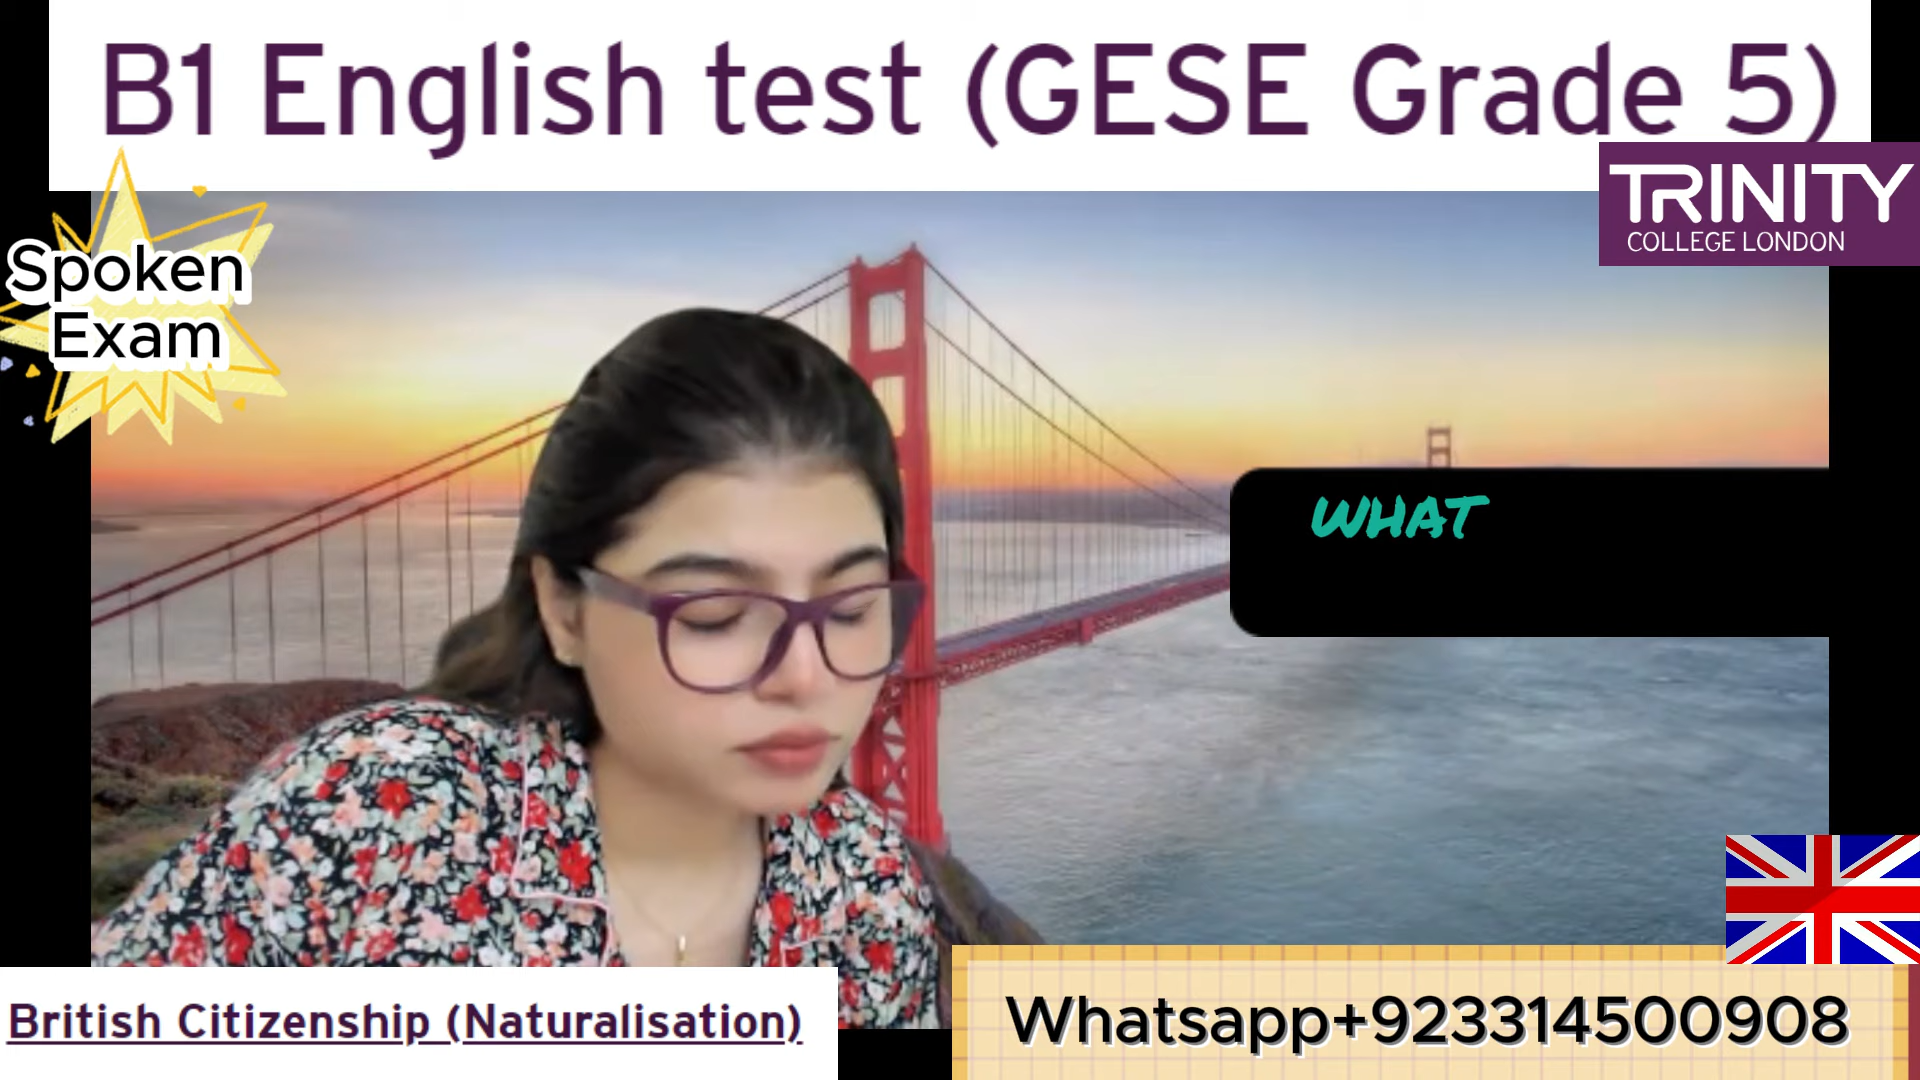 B1 English test (GESE Grade 5)
TRINITY
COLLEGE LONDON
Spoken
Exam
WHAT
British Citizenship (Naturalisation)
Whatsapp+923314500908